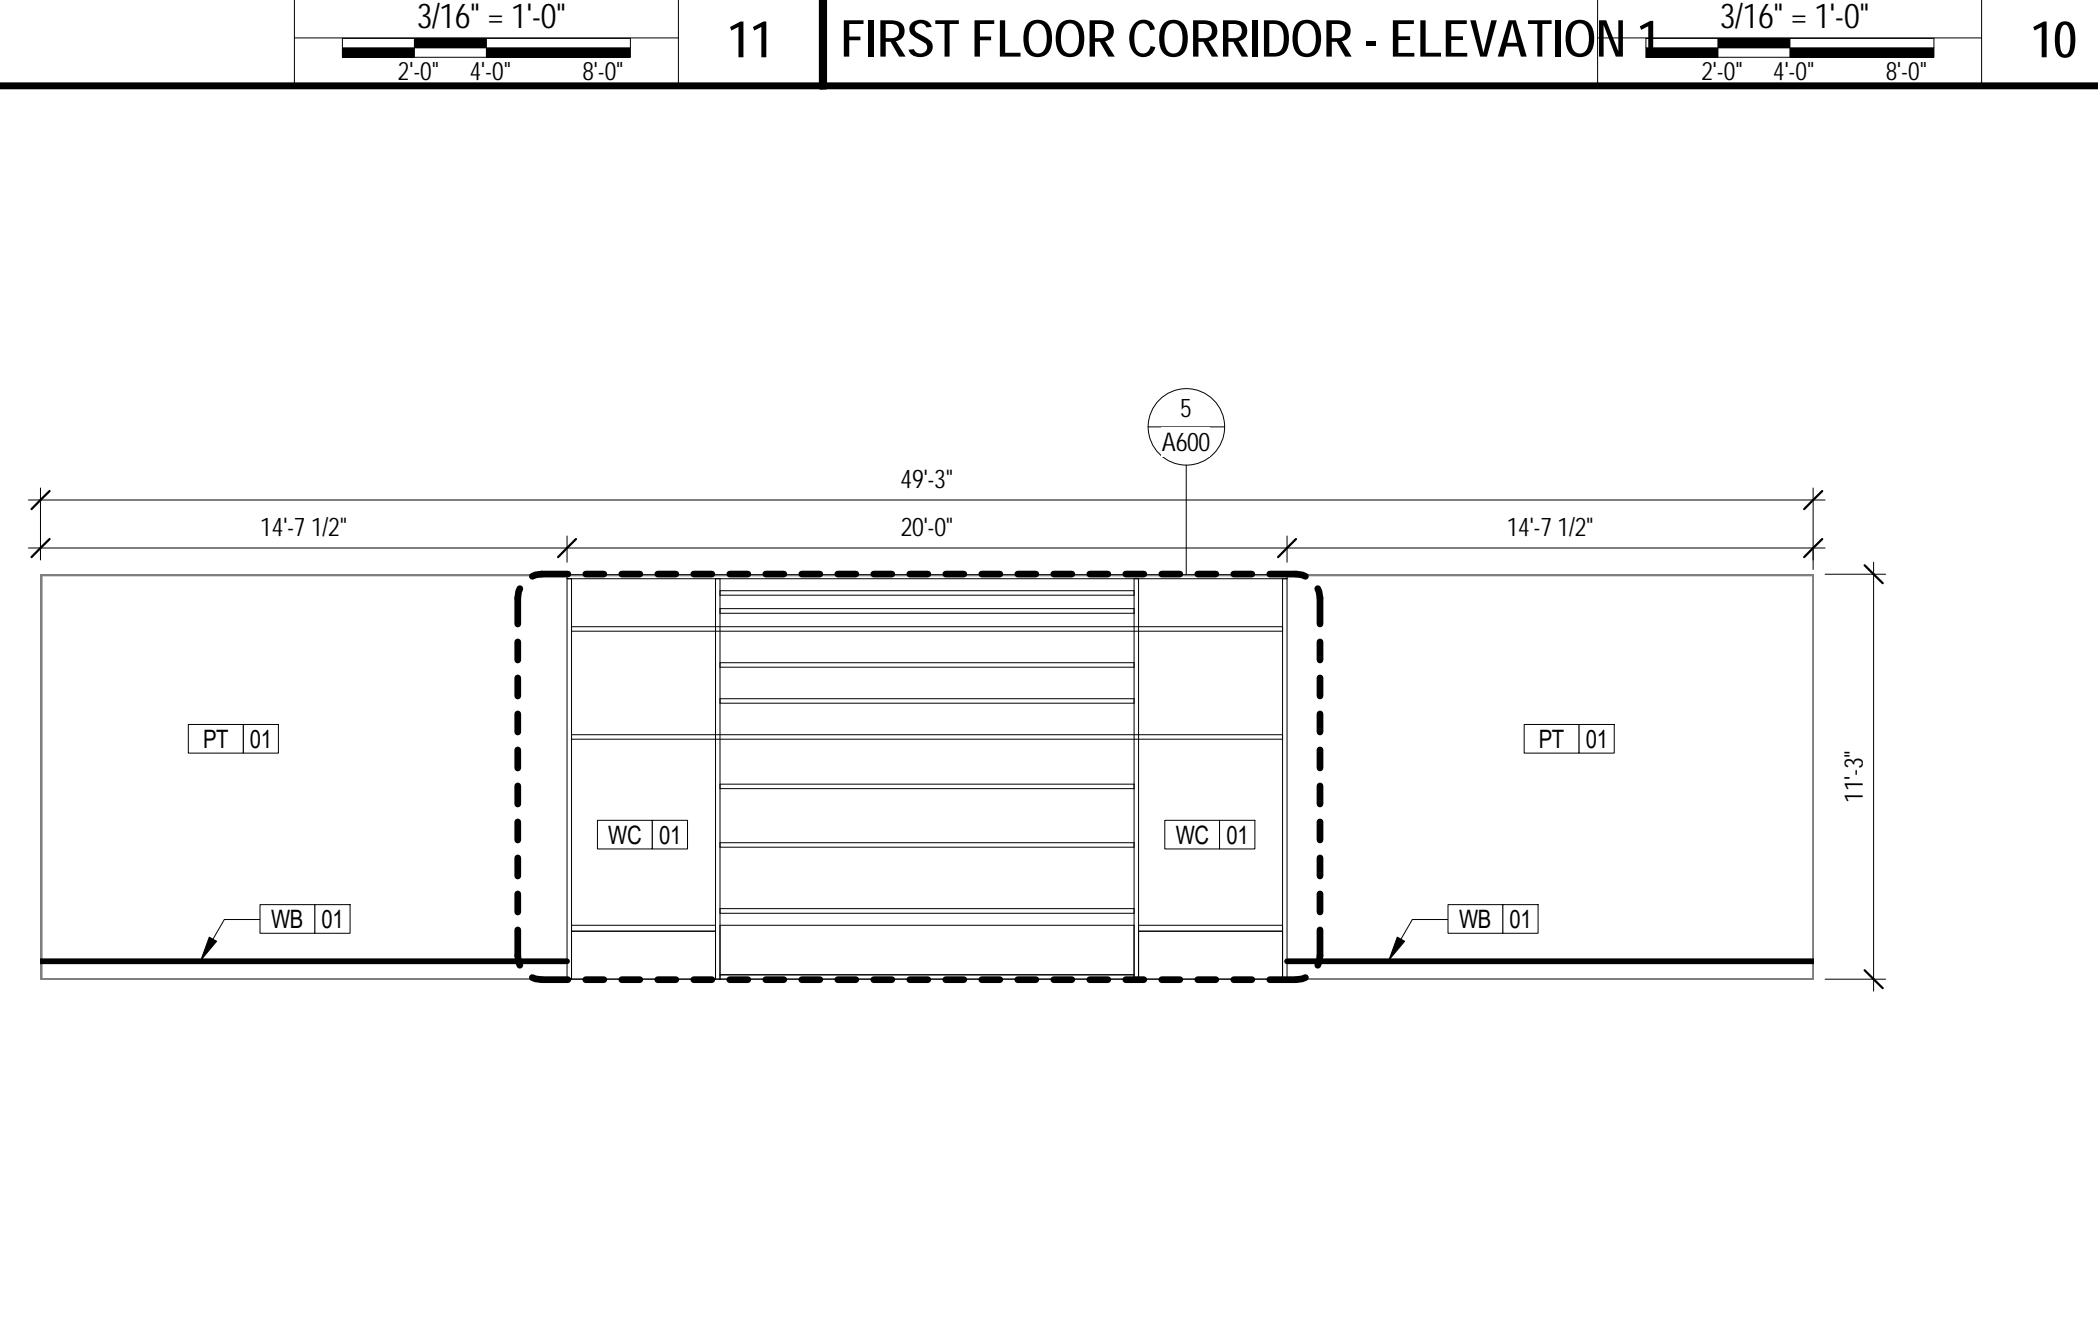 3/16" = 1'-0"
2'-0" 4'-0" 8'-0"
11
FIRST FLOOR CORRIDOR - ELEVATION 1
3/16" = 1'-0"
2'-0" 4'-0" 8'-0"
10
5
A600
49'-3"
14'-7 1/2"
20'-0"
14'-7 1/2"
PT 01
PT 01
11'-3"
WC 01
WC 01
WB 01
WB 01